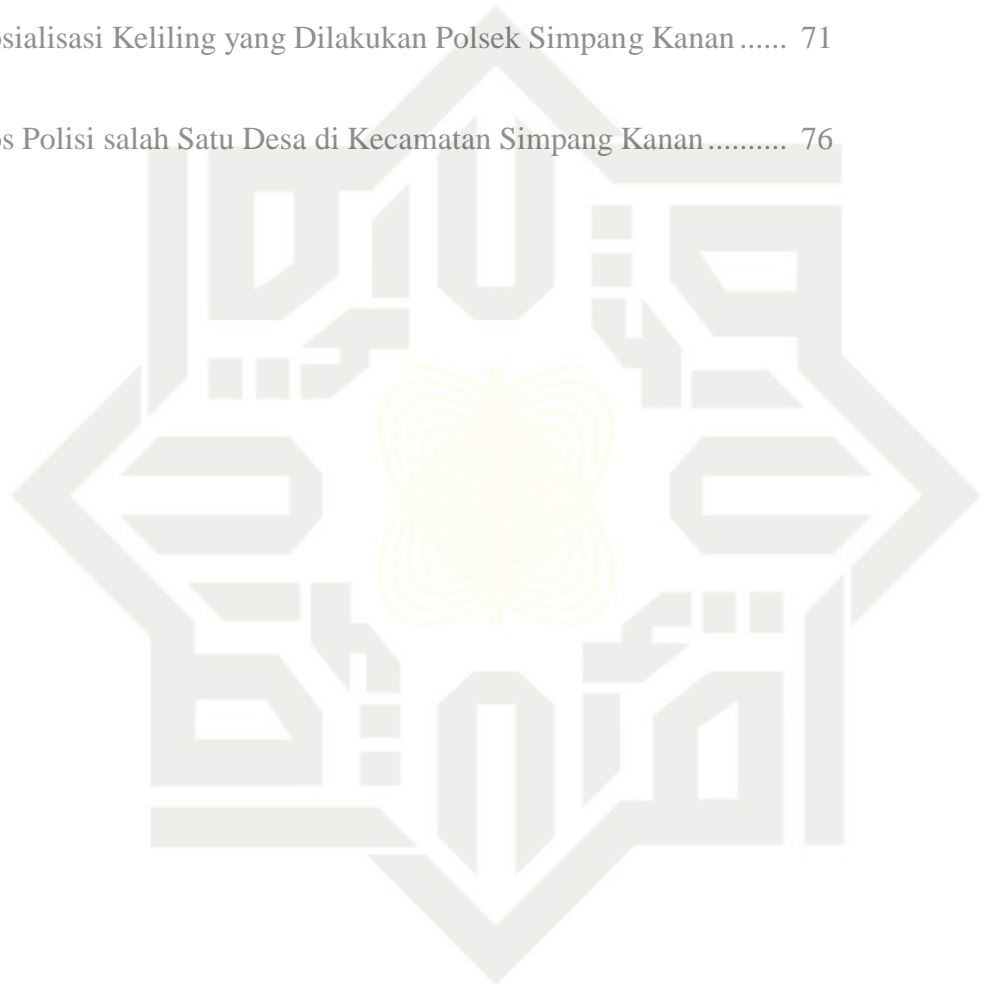 osialisasi Keliling yang Dilakukan Polsek Simpang Kanan ...... 71
os Polisi salah Satu Desa di Kecamatan Simpang Kanan .......... 76